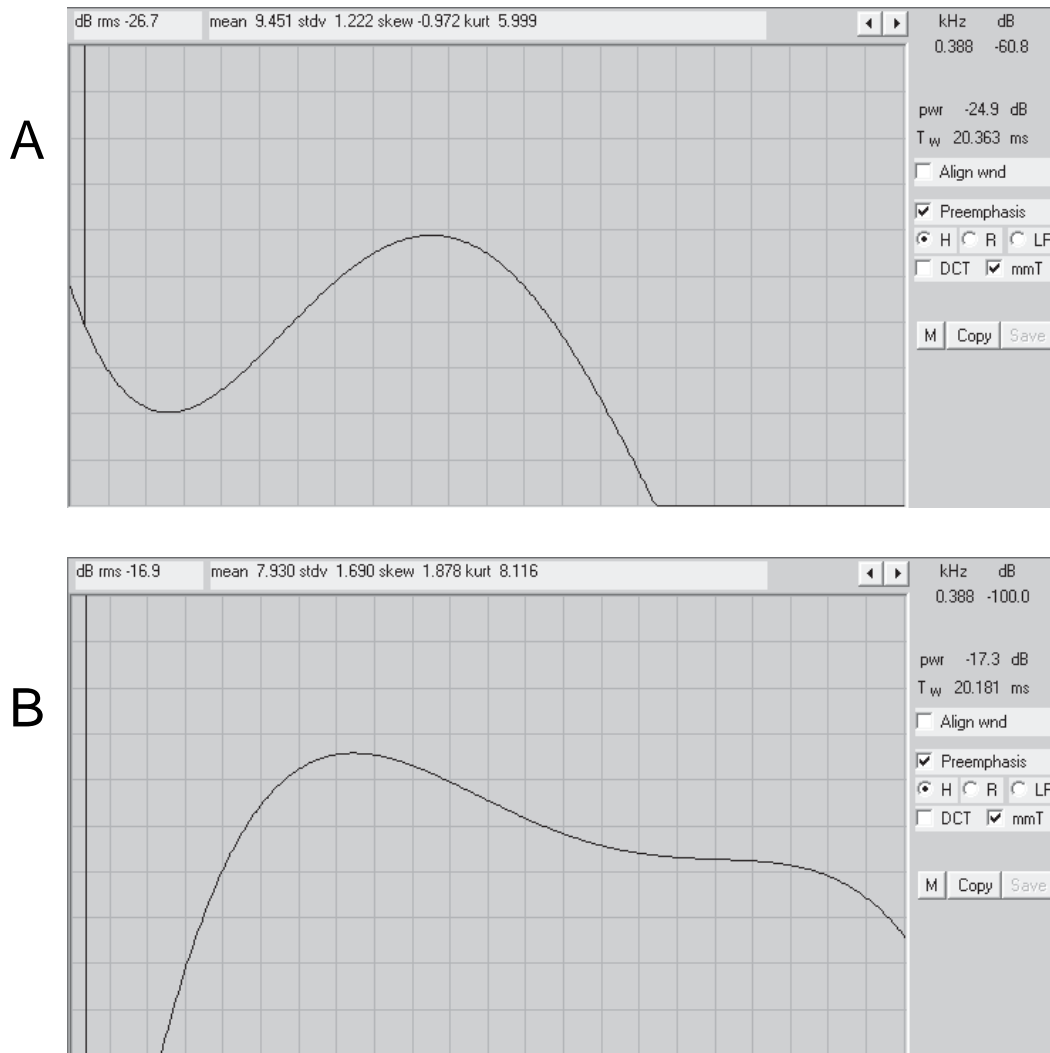 dB rms -26.7 mean 9.451 stdv 1.222 skew -0.972 kurt 5.999
kHz dB
0.388 -60.8
A
pwr -24.9 dB
T w 20.363 ms
Align wnd
Preemphasis
H R LF
DCT mmT
M Copy Save
dB rms -16.9 mean 7.930 stdv 1.690 skew 1.878 kurt 8.116
kHz dB
0.388 -100.0
B
pwr -17.3 dB
T w 20.181 ms
Align wnd
Preemphasis
H R LF
DCT mmT
M Copy Save